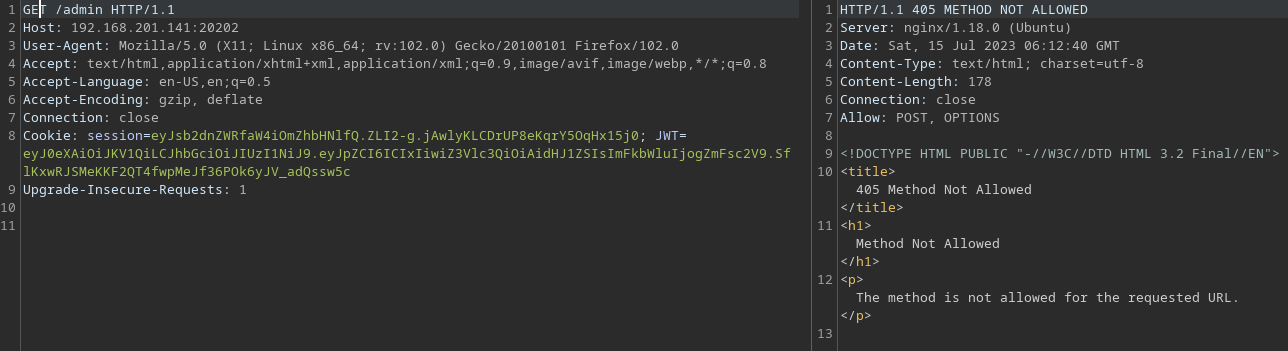 1 GET /admin HTTP/1.1
2 Host: 192.168.201.141:20202
3 User-Agent: Mozilla/5.0 (X11; Linux x86_64; rv:102.0) Gecko/20100101 Firefox/102.0
4 Accept: text/html,application/xhtml+xml,application/xml;q=0.9,image/avif,image/webp,*/*;q=0.8
5 Accept-Language: en-US,en;q=0.5
6 Accept-Encoding: gzip, deflate
7 Connection: close
8 Cookie: session=eyJsb2dnZWRfaW4iOmZhbHNlfQ.ZLI2-g.jAwlyKLCDrUP8eKqrY5OqHx15j0; JWT=
eyJ0eXAiOiJKV1QiLCJhbGciOiJIUzI1NiJ9.eyJpZCI6ICIxIiwiZ3Vlc3QiOiAidHJ1ZSIsImFkbWluIjogZmFsc2V9.Sf
lKxwRJSMeKKF2QT4fwpMeJf36POk6yJV_adQssw5c
9 Upgrade-Insecure-Requests: 1
10
11
1 HTTP/1.1 405 METHOD NOT ALLOWED
2 Server: nginx/1.18.0 (Ubuntu)
3 Date: Sat, 15 Jul 2023 06:12:40 GMT
4 Content-Type: text/html; charset=utf-8
5 Content-Length: 178
6 Connection: close
7 Allow: POST, OPTIONS
8
9 <!DOCTYPE HTML PUBLIC "-//W3C//DTD HTML 3.2 Final//EN">
10 <title>
405 Method Not Allowed
</title>
11 <h1>
Method Not Allowed
</h1>
12 <p>
The method is not allowed for the requested URL.
</p>
13